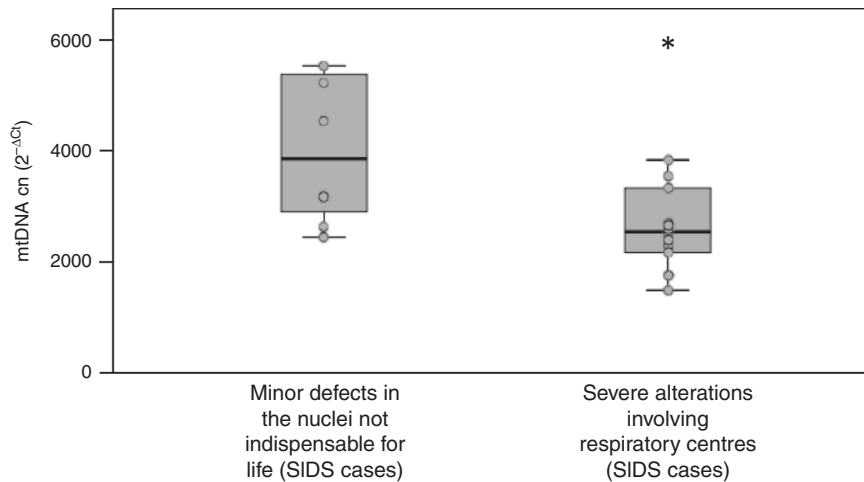 mtDNA cn (2⁻ΔCt)
6000
4000
2000
0
*
Minor defects in
the nuclei not
indispensable for
life (SIDS cases)
Severe alterations
involving
respiratory centres
(SIDS cases)